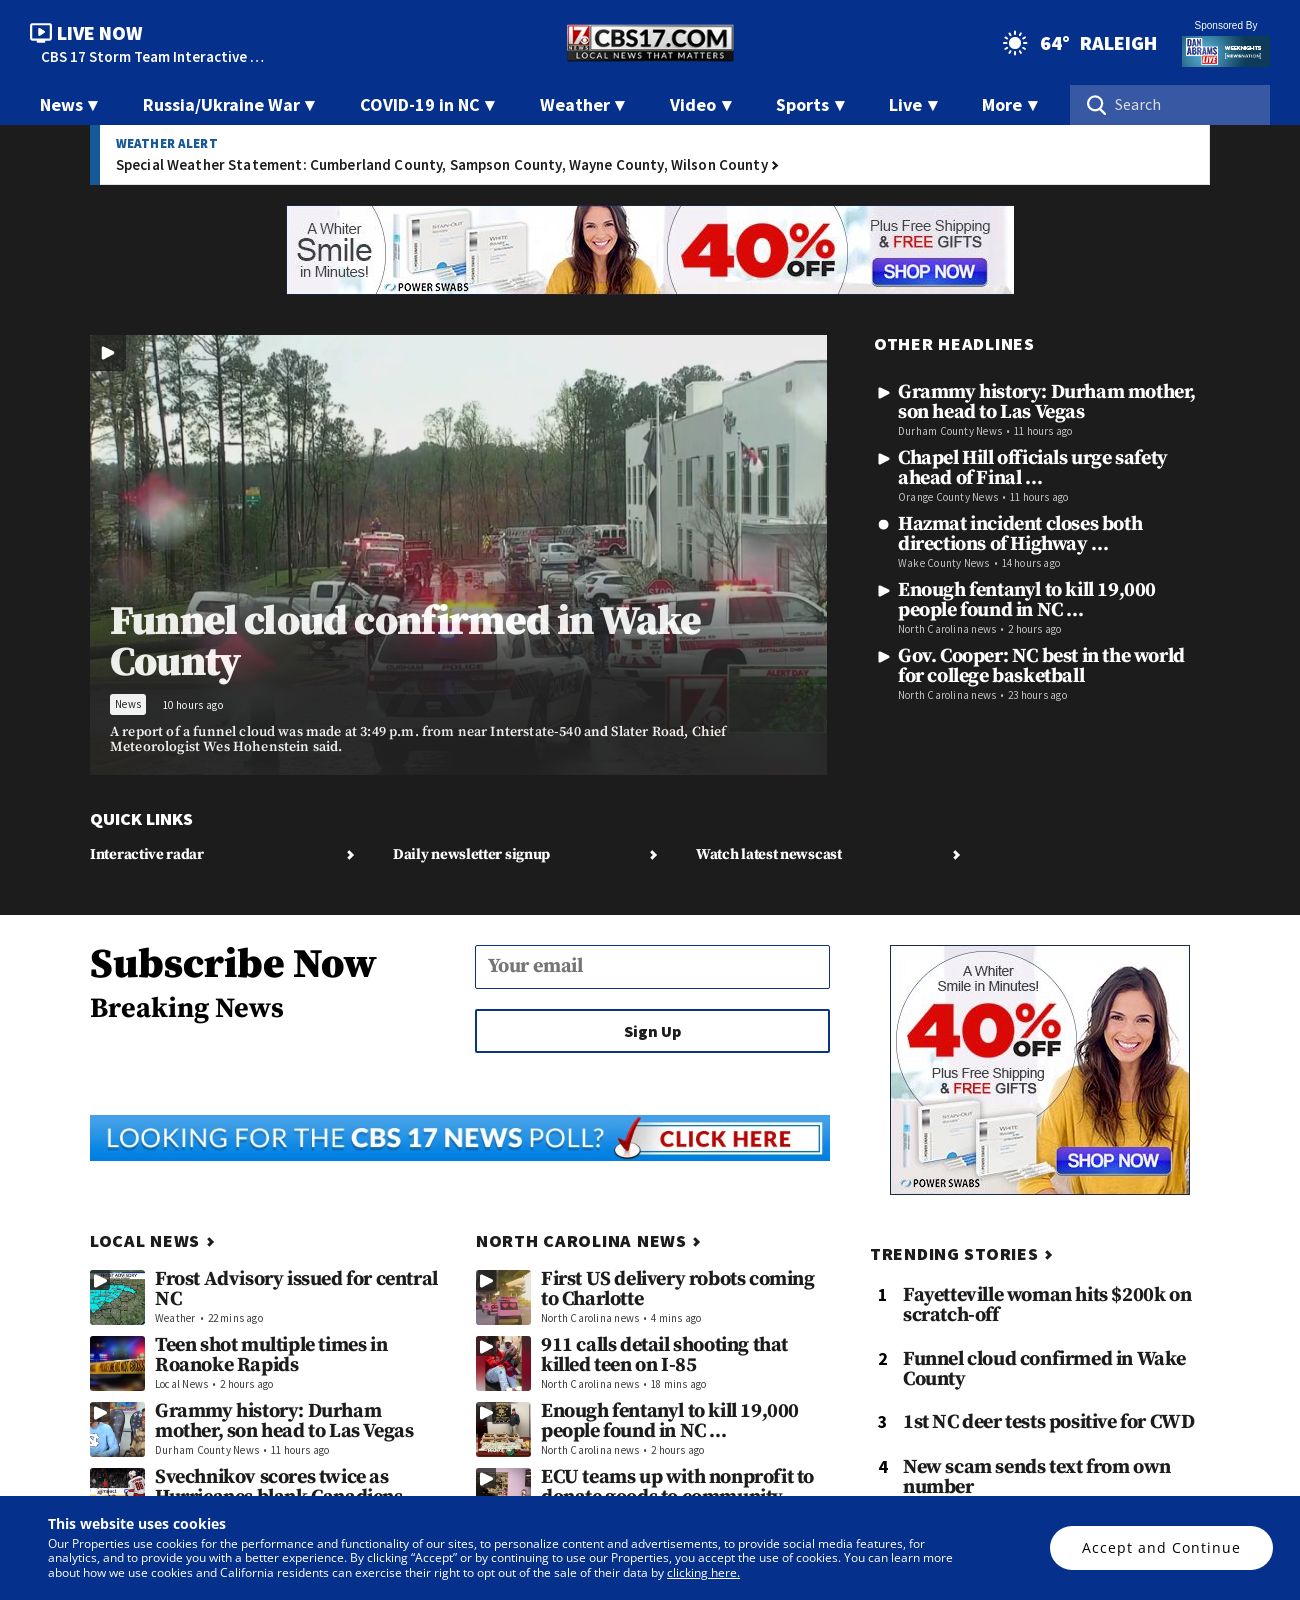 LIVE NOW
CBS 17 Storm Team Interactive …
CBS17.COM
NEWS
LOCAL NEWS THAT MATTERS
64° RALEIGH
Sponsored By
DAN ABRAMS LIVE
WEEKNIGHTS
News ▼
Russia/Ukraine War ▼
COVID-19 in NC ▼
Weather ▼
Video ▼
Sports ▼
Live ▼
More ▼
Search
WEATHER ALERT
Special Weather Statement: Cumberland County, Sampson County, Wayne County, Wilson County
A Whiter
Smile
in Minutes!
POWER SWABS
40% OFF
Plus Free Shipping
& FREE GIFTS
SHOP NOW
Funnel cloud confirmed in Wake
County
News
10 hours ago
A report of a funnel cloud was made at 3:49 p.m. from near Interstate-540 and Slater Road, Chief
Meteorologist Wes Hohenstein said.
OTHER HEADLINES
Grammy history: Durham mother,
son head to Las Vegas
Durham County News • 11 hours ago
Chapel Hill officials urge safety
ahead of Final …
Orange County News • 11 hours ago
Hazmat incident closes both
directions of Highway …
Wake County News • 14 hours ago
Enough fentanyl to kill 19,000
people found in NC …
North Carolina news • 2 hours ago
Gov. Cooper: NC best in the world
for college basketball
North Carolina news • 23 hours ago
QUICK LINKS
Interactive radar
Daily newsletter signup
Watch latest newscast
Subscribe Now
Breaking News
Your email
Sign Up
A Whiter
Smile in Minutes!
40% OFF
Plus Free Shipping
& FREE GIFTS
SHOP NOW
POWER SWABS
LOOKING FOR THE CBS 17 NEWS POLL? CLICK HERE
LOCAL NEWS
Frost Advisory issued for central
NC
Weather • 22 mins ago
Teen shot multiple times in
Roanoke Rapids
Local News • 2 hours ago
Grammy history: Durham
mother, son head to Las Vegas
Durham County News • 11 hours ago
Svechnikov scores twice as
Hurricanes blank Canadiens
NORTH CAROLINA NEWS
First US delivery robots coming
to Charlotte
North Carolina news • 4 mins ago
911 calls detail shooting that
killed teen on I-85
North Carolina news • 18 mins ago
Enough fentanyl to kill 19,000
people found in NC …
North Carolina news • 2 hours ago
ECU teams up with nonprofit to
donate goods to community
TRENDING STORIES
1 Fayetteville woman hits $200k on
scratch-off
2 Funnel cloud confirmed in Wake
County
3 1st NC deer tests positive for CWD
4 New scam sends text from own
number
This website uses cookies
Our Properties use cookies for the performance and functionality of our sites, to personalize content and advertisements, to provide social media features, for
analytics, and to provide you with a better experience. By clicking “Accept” or by continuing to use our Properties, you accept the use of cookies. You can learn more
about how we use cookies and California residents can exercise their right to opt out of the sale of their data by clicking here.
Accept and Continue